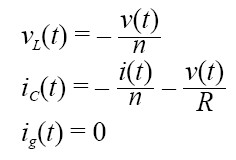 v_L(t) = − v(t)/n
i_C(t) = − i(t)/n − v(t)/R
i_g(t) = 0